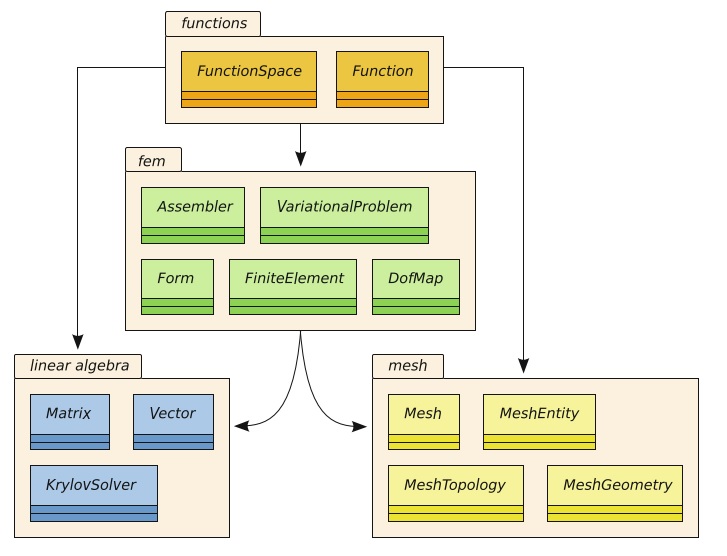 functions
FunctionSpace
Function
fem
Assembler
VariationalProblem
Form
FiniteElement
DofMap
linear algebra
Matrix
Vector
KrylovSolver
mesh
Mesh
MeshEntity
MeshTopology
MeshGeometry